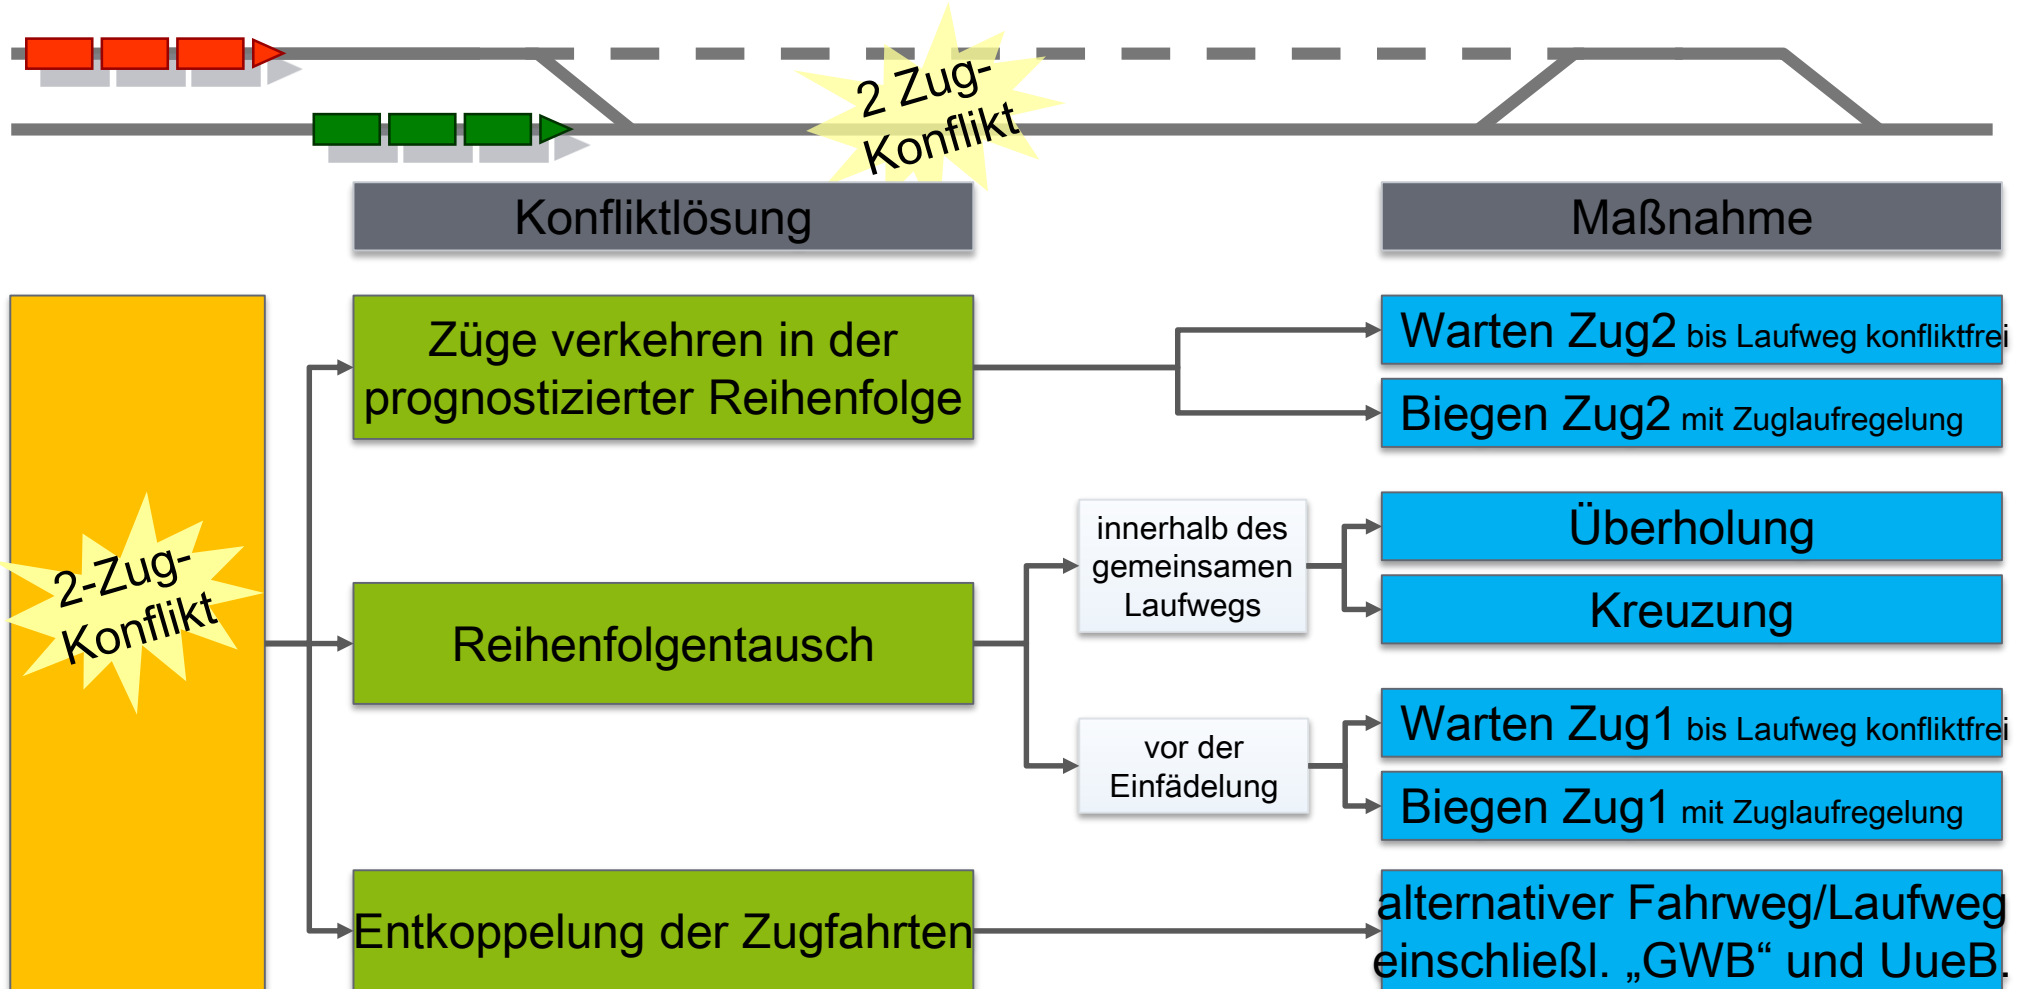 2 Zug-
Konflikt
Konfliktlösung
Maßnahme
2-Zug-
Konflikt
Züge verkehren in der
prognostizierter Reihenfolge
Warten Zug2 bis Laufweg konfliktfrei
Biegen Zug2 mit Zuglaufregelung
Reihenfolgentausch
innerhalb des
gemeinsamen
Laufwegs
Überholung
Kreuzung
vor der
Einfädelung
Warten Zug1 bis Laufweg konfliktfrei
Biegen Zug1 mit Zuglaufregelung
Entkoppelung der Zugfahrten
alternativer Fahrweg/Laufweg
einschließl. „GWB“ und UueB.